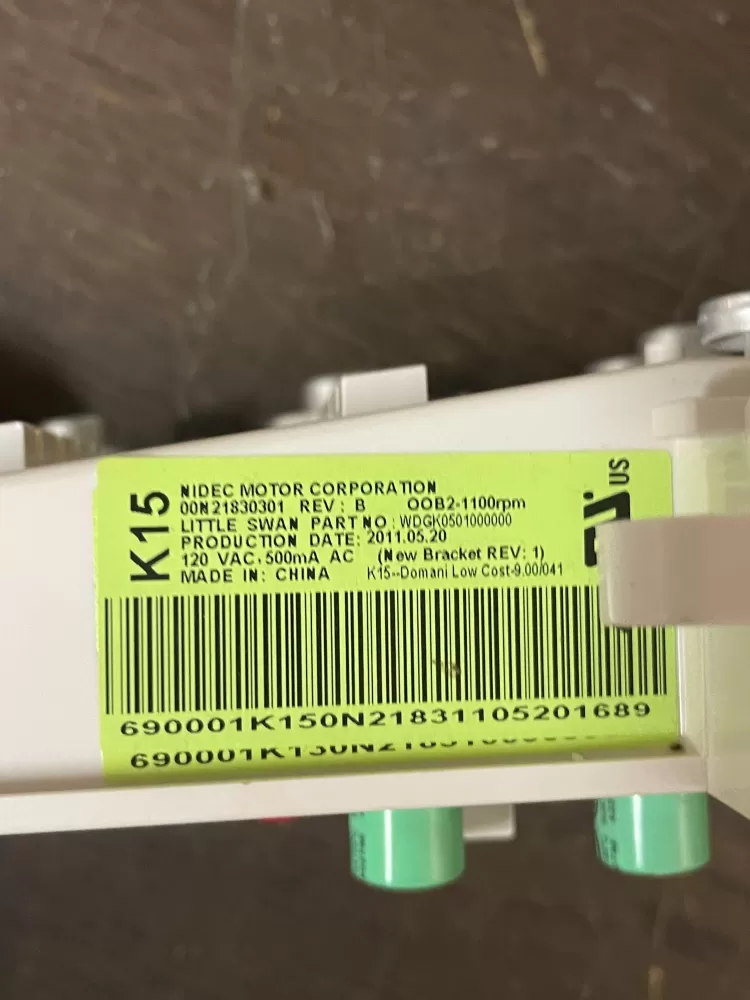 K15
NIDEC MOTOR CORPORATION
00N21830301 REV: B OOB2-1100rpm
LITTLE SWAN PART NO: WDGK0501000000
PRODUCTION DATE: 2011.05.20
120 VAC, 500mA AC (New Bracket REV: 1)
MADE IN: CHINA K15--Domani Low Cost-9.00/041
US
690001K150N21831105201689